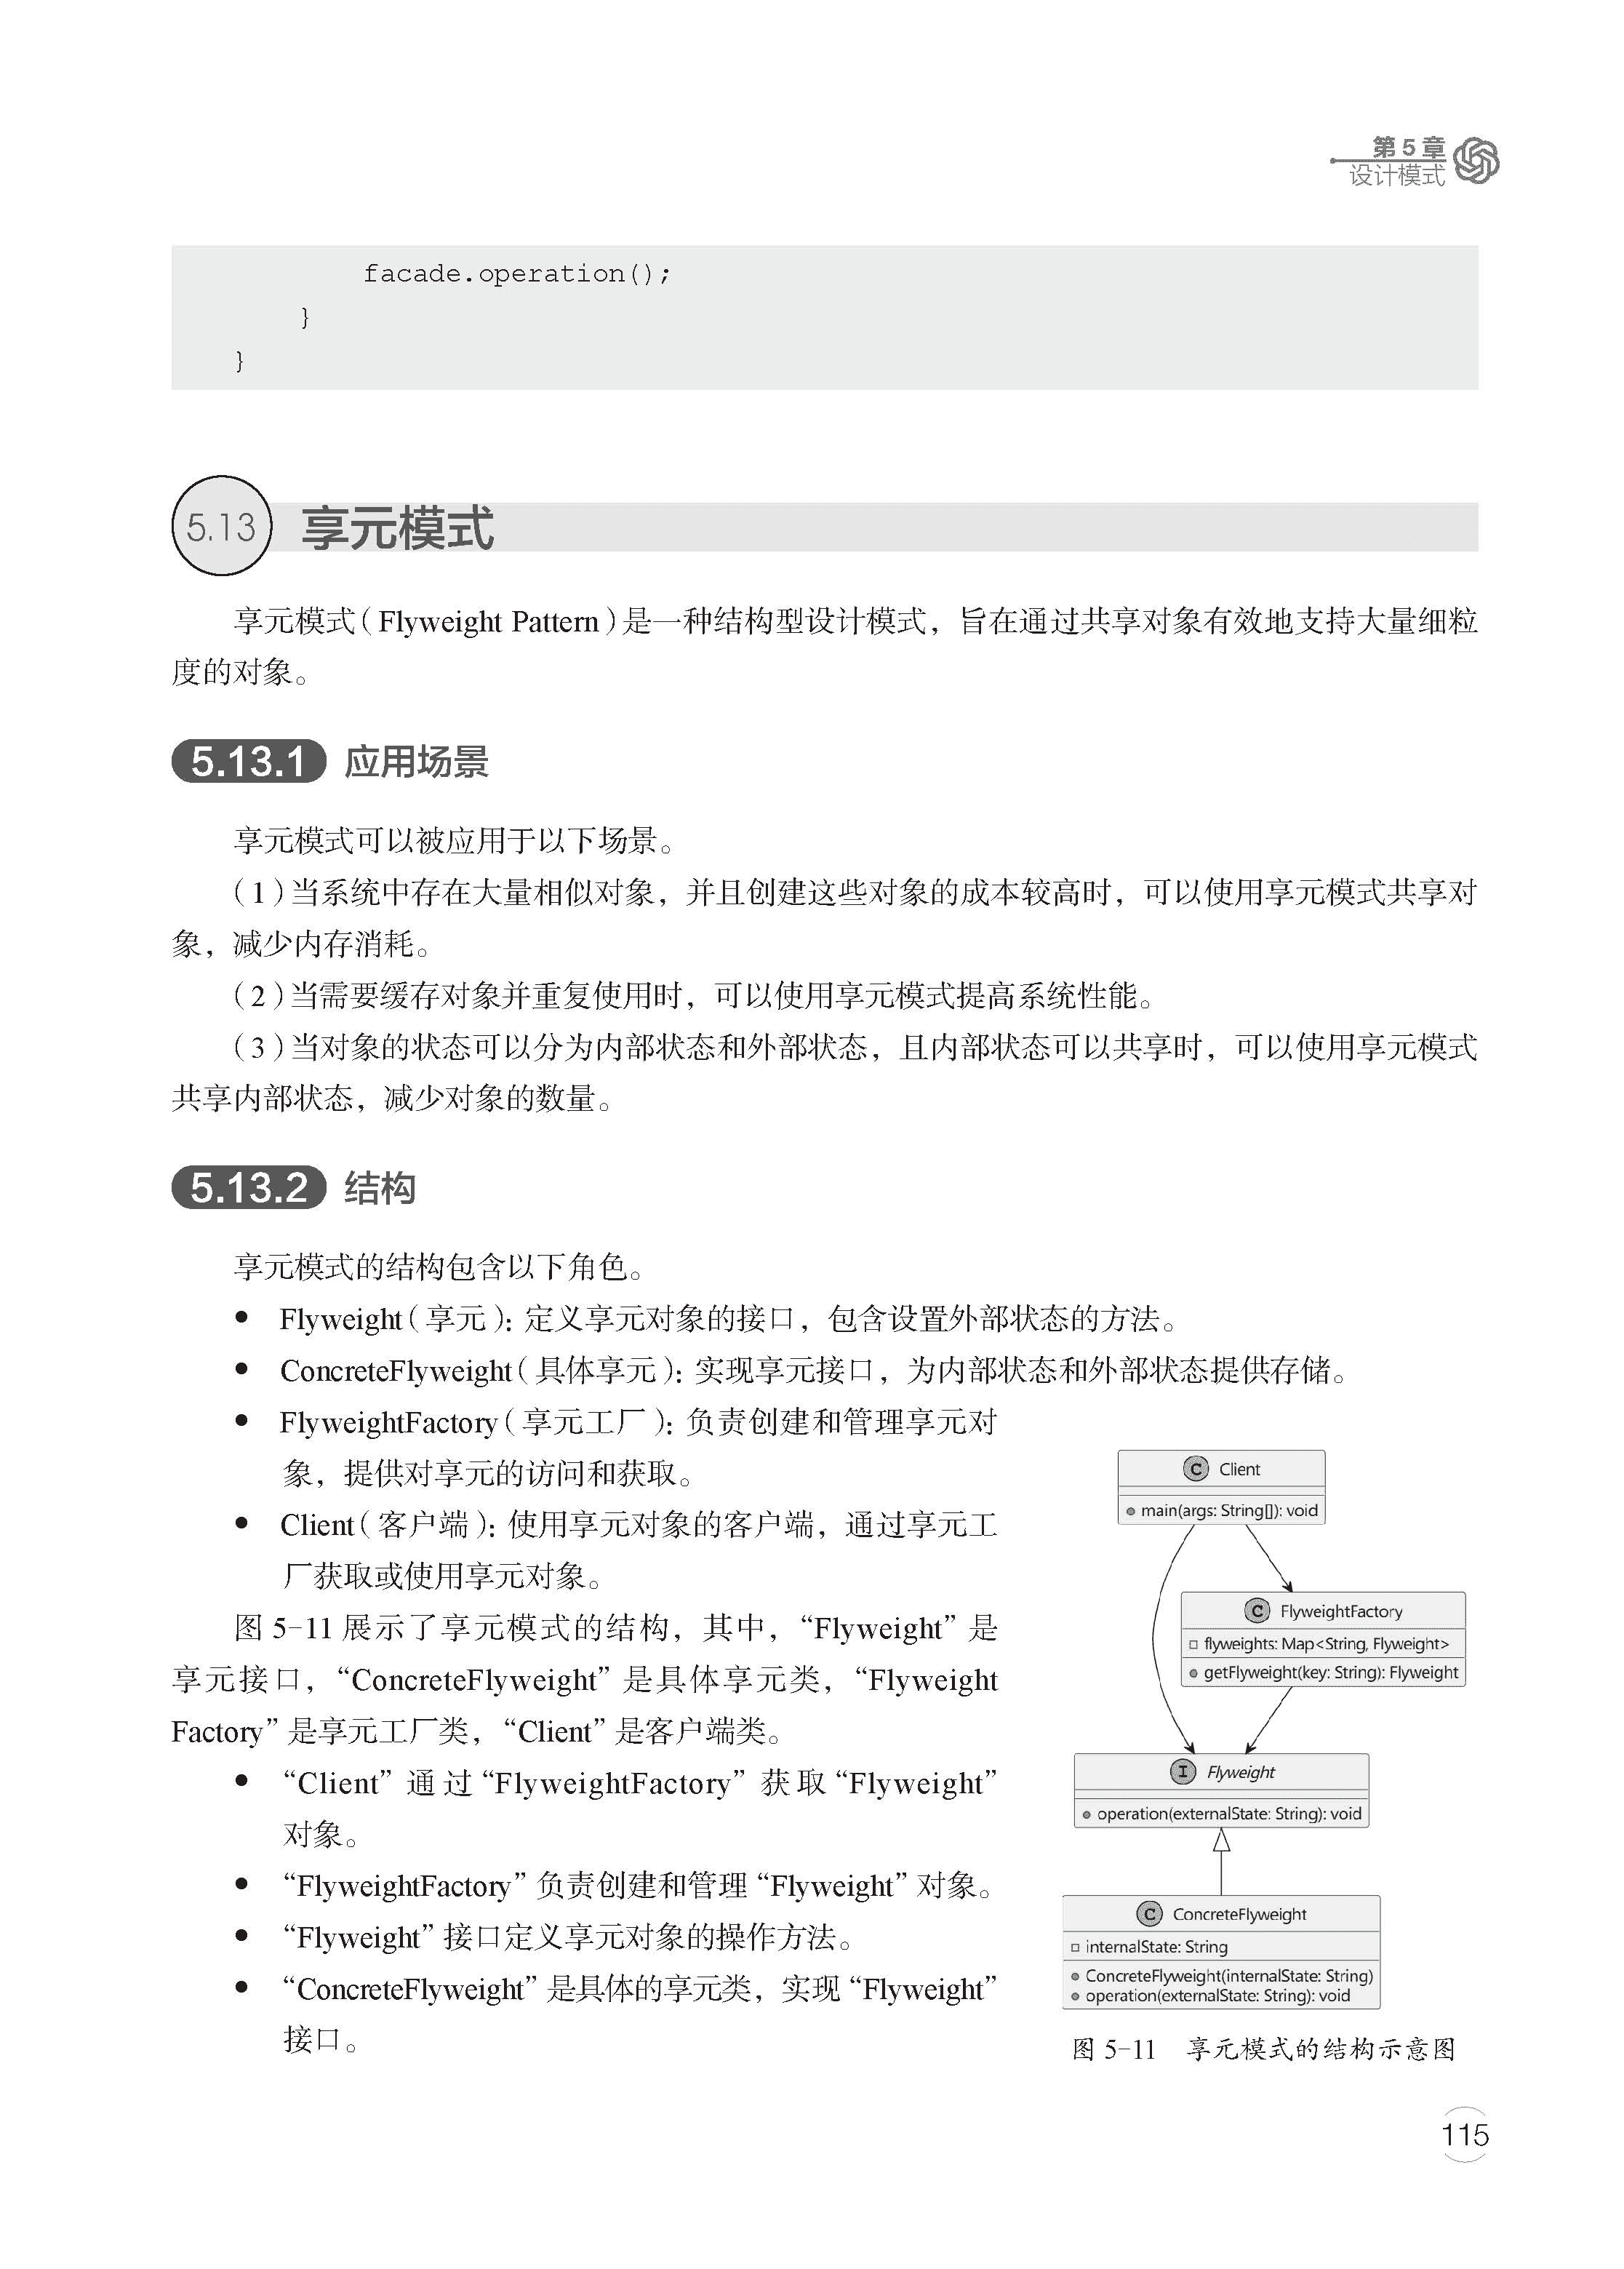 第 5 章
设计模式
facade.operation();
}
}
5.13 享元模式
享元模式（Flyweight Pattern）是一种结构型设计模式，旨在通过共享对象有效地支持大量细粒
度的对象。
5.13.1 应用场景
享元模式可以被应用于以下场景。
（1）当系统中存在大量相似对象，并且创建这些对象的成本较高时，可以使用享元模式共享对
象，减少内存消耗。
（2）当需要缓存对象并重复使用时，可以使用享元模式提高系统性能。
（3）当对象的状态可以分为内部状态和外部状态，且内部状态可以共享时，可以使用享元模式
共享内部状态，减少对象的数量。
5.13.2 结构
享元模式的结构包含以下角色。
● Flyweight（享元）：定义享元对象的接口，包含设置外部状态的方法。
● ConcreteFlyweight（具体享元）：实现享元接口，为内部状态和外部状态提供存储。
● FlyweightFactory（享元工厂）：负责创建和管理享元对
象，提供对享元的访问和获取。
● Client（客户端）：使用享元对象的客户端，通过享元工
厂获取或使用享元对象。
图 5-11 展示了享元模式的结构，其中，“Flyweight” 是
享元接口，“ConcreteFlyweight” 是具体享元类，“Flyweight
Factory” 是享元工厂类，“Client” 是客户端类。
● “Client” 通过 “FlyweightFactory” 获取 “Flyweight”
对象。
● “FlyweightFactory” 负责创建和管理 “Flyweight” 对象。
● “Flyweight” 接口定义享元对象的操作方法。
● “ConcreteFlyweight” 是具体的享元类，实现 “Flyweight”
接口。
C Client
main(args: String[]): void
C FlyweightFactory
flyweights: Map<String, Flyweight>
getFlyweight(key: String): Flyweight
I Flyweight
operation(externalState: String): void
C ConcreteFlyweight
internalState: String
ConcreteFlyweight(internalState: String)
operation(externalState: String): void
图 5-11 享元模式的结构示意图
115